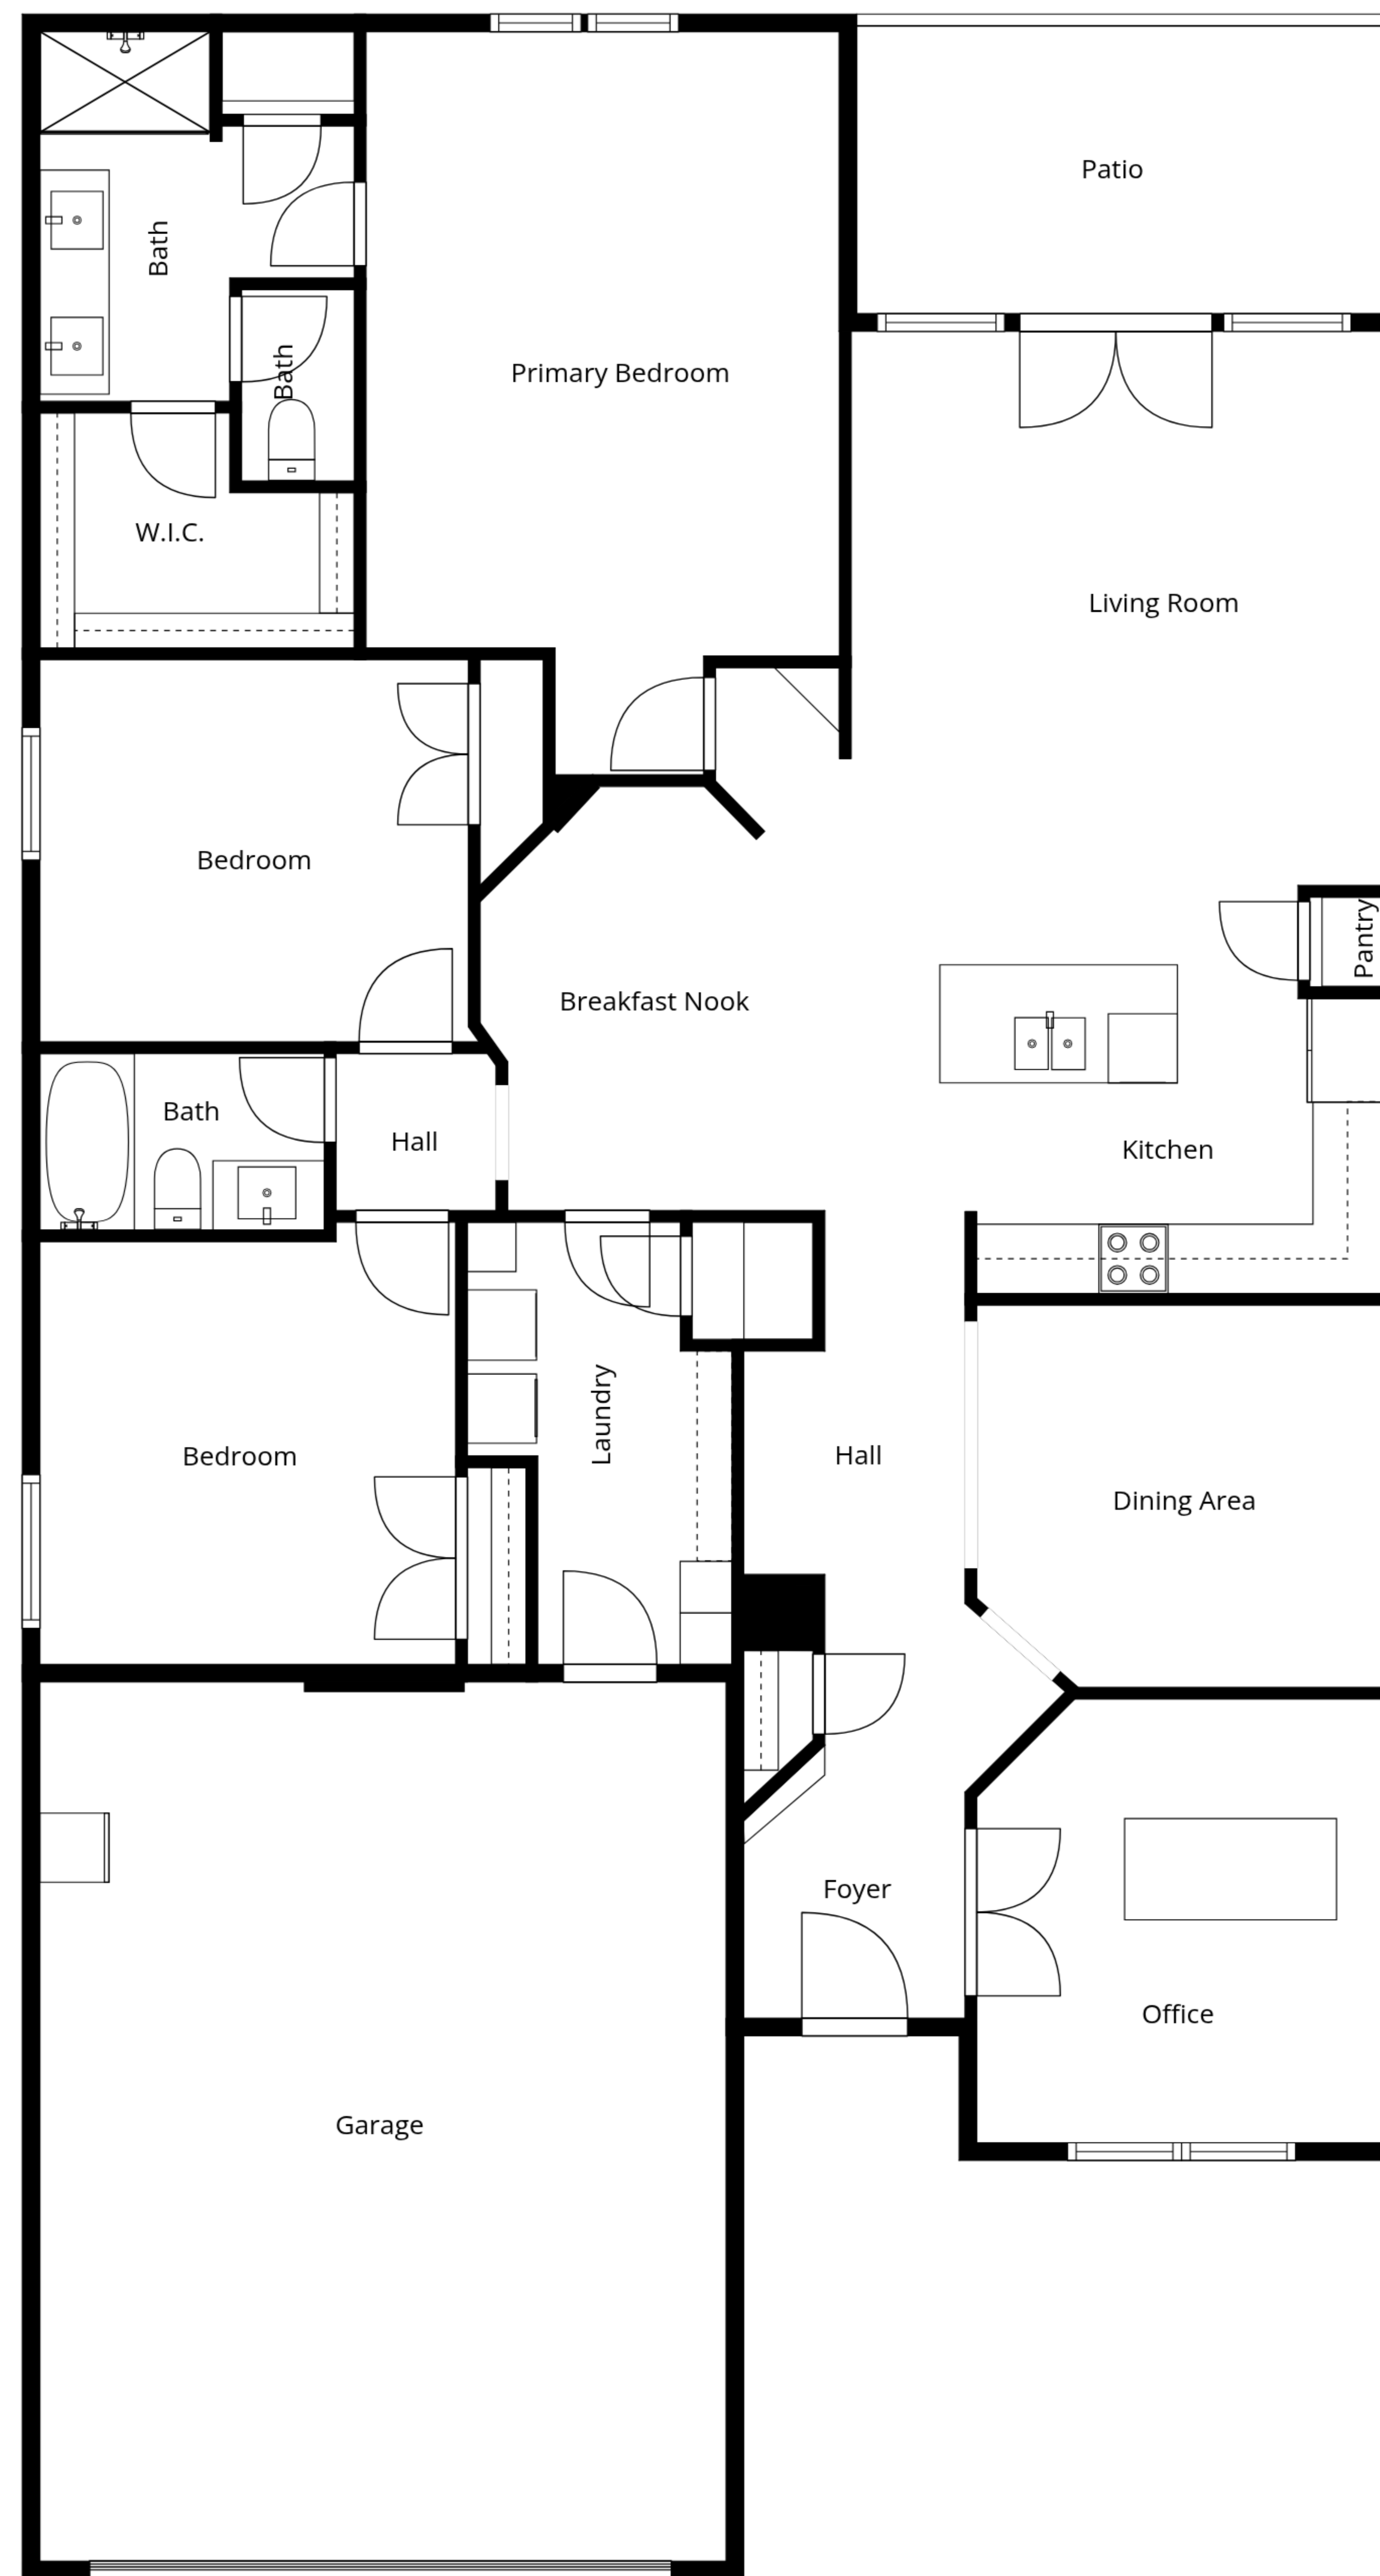 Patio
Bath
Bath
Primary Bedroom
W.I.C.
Living Room
Bedroom
Pantry
Breakfast Nook
Bath
Hall
Kitchen
Laundry
Bedroom
Hall
Dining Area
Foyer
Office
Garage